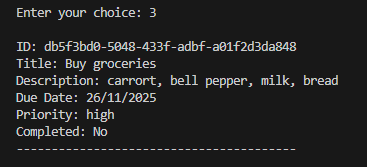 Enter your choice: 3
ID: db5f3bd0-5048-433f-adbf-a01f2d3da848
Title: Buy groceries
Description: carrort, bell pepper, milk, bread
Due Date: 26/11/2025
Priority: high
Completed: No
----------------------------------------